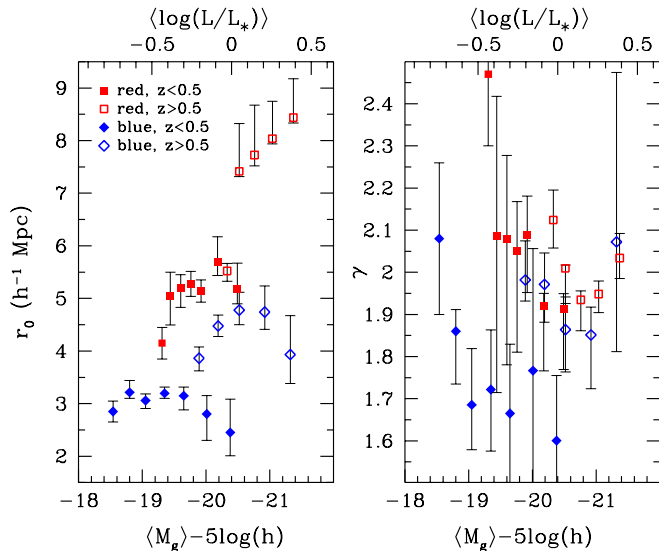 ⟨log(L/L*)⟩ ⟨log(L/L*)⟩
−0.5 0 0.5 −0.5 0 0.5
red, z<0.5
red, z>0.5
blue, z<0.5
blue, z>0.5
r₀ (h⁻¹ Mpc)
9
8
7
6
5
4
3
2
γ
2.4
2.3
2.2
2.1
2.0
1.9
1.8
1.7
1.6
−18 −19 −20 −21 −18 −19 −20 −21
⟨M_g⟩−5log(h) ⟨M_g⟩−5log(h)